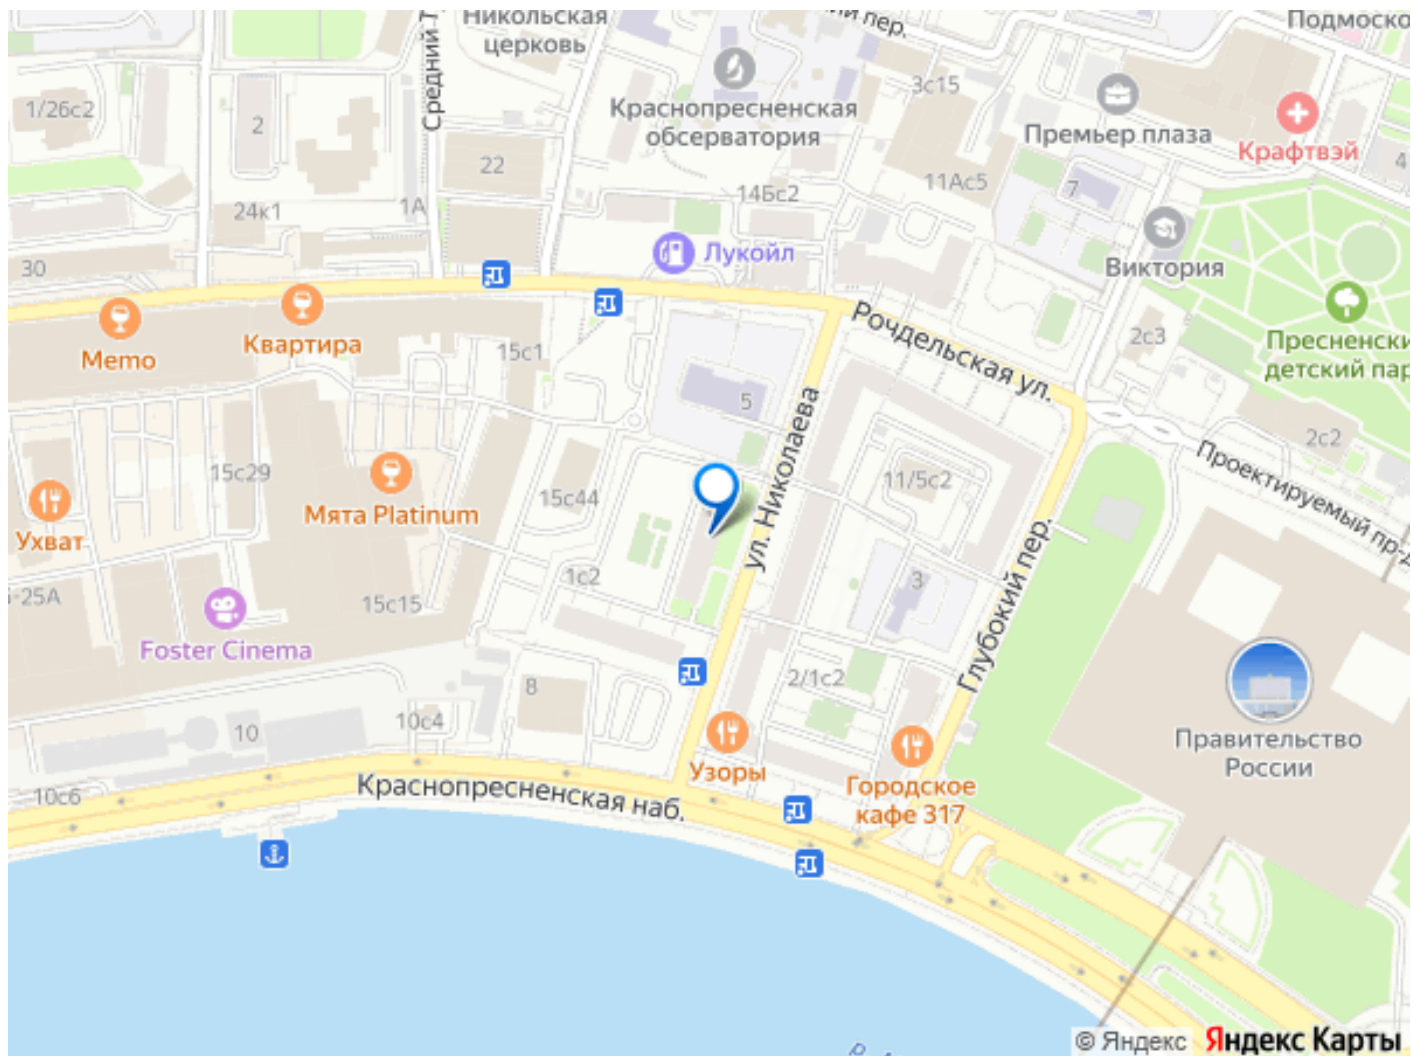 Никольская
церковь
Средний
1/26с2
2
22
24к1
1А
30
Краснопресненская
обсерватория
пер.
3с15
Подмоско
Премьер плаза
Крафтвэй
4
14Бс2
11Ас5
7
Лукойл
Виктория
Memo
Квартира
15с1
Рочдельская ул.
2с3
Пресненски
детский пар
5
ул. Николаева
2с2
Проектируемый пр-д
15с29
15с44
11/5с2
Ухват
Мята Platinum
Глубокий пер.
-25А
15с15
1с2
3
Foster Cinema
8
2/1с2
10
10с4
Узоры
Городское
кафе 317
Правительство
России
10с6
Краснопресненская наб.
© Яндекс
Яндекс Карты